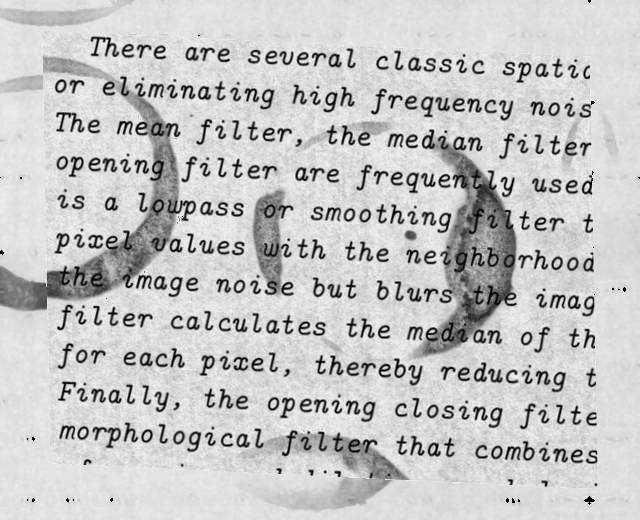 There are several classic spatic
or eliminating high frequency nois
The mean filter, the median filter
opening filter are frequently used
is a lowpass or smoothing filter t
pixel values with the neighborhood
the image noise but blurs the imag
filter calculates the median of th
for each pixel, thereby reducing t
Finally, the opening closing filte
morphological filter that combines